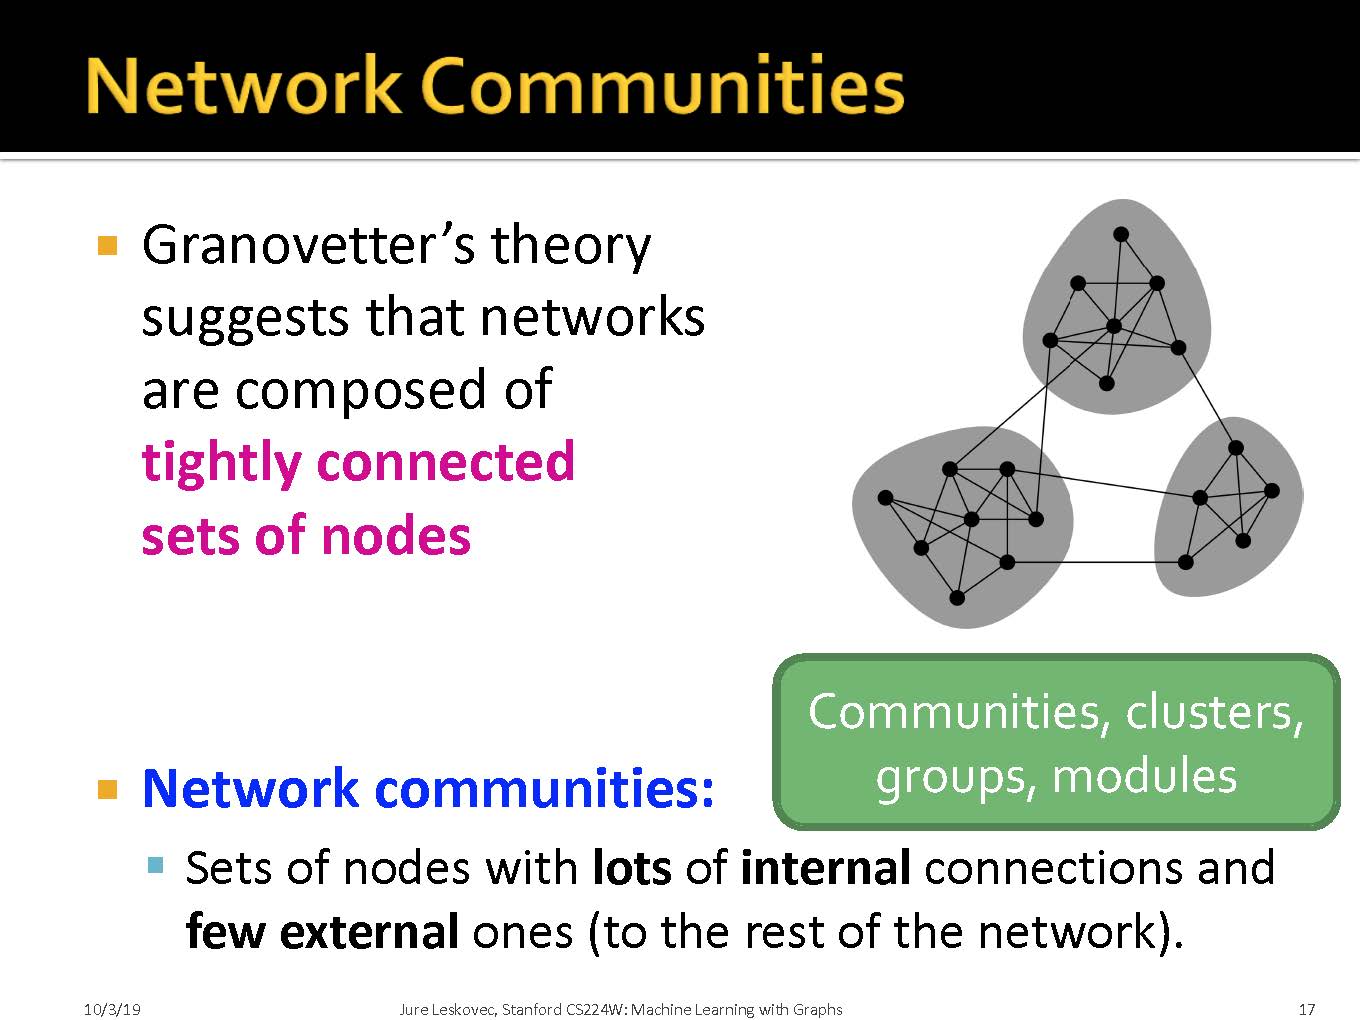 Network Communities
Granovetter’s theory
suggests that networks
are composed of
tightly connected
sets of nodes
Communities, clusters,
groups, modules
Network communities:
Sets of nodes with lots of internal connections and
few external ones (to the rest of the network).
10/3/19
Jure Leskovec, Stanford CS224W: Machine Learning with Graphs
17